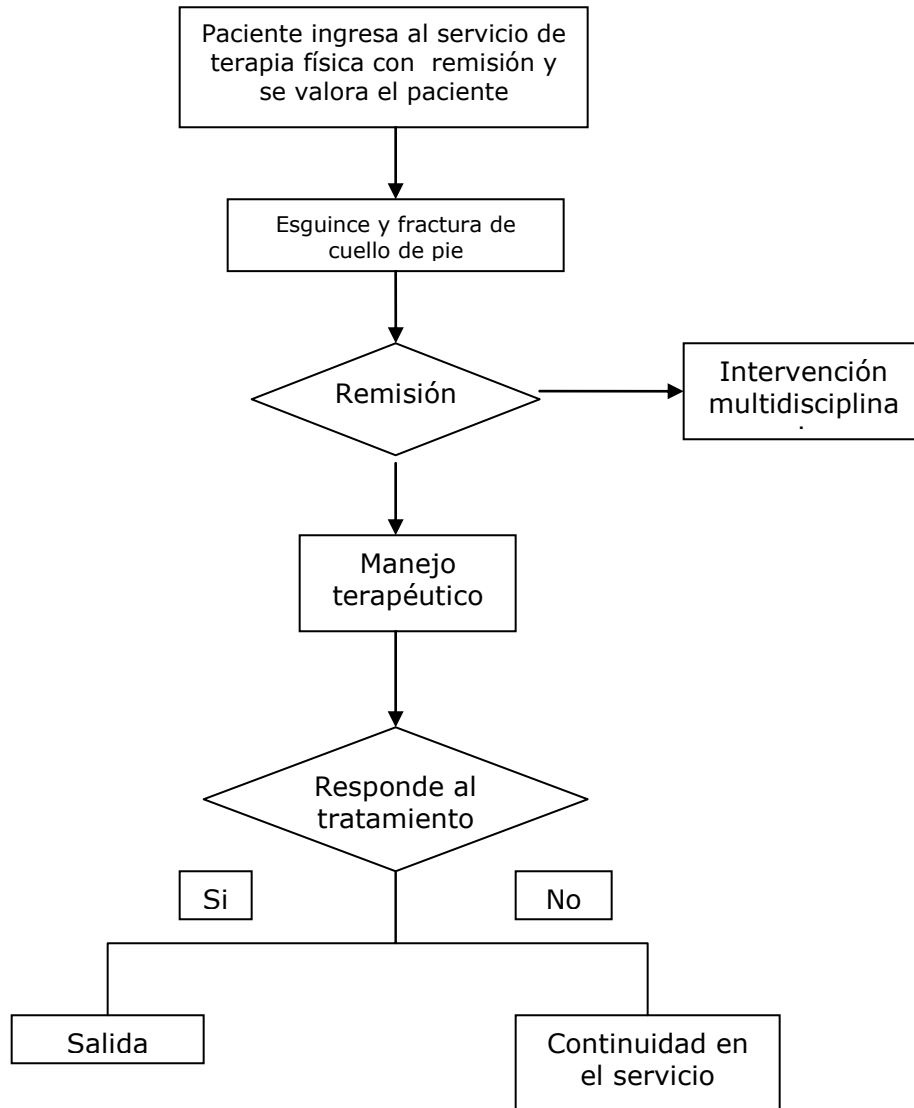 Paciente ingresa al servicio de
terapia física con remisión y
se valora el paciente
Esguince y fractura de
cuello de pie
Remisión
Intervención
multidisciplina
Manejo
terapéutico
Responde al
tratamiento
Si
No
Salida
Continuidad en
el servicio